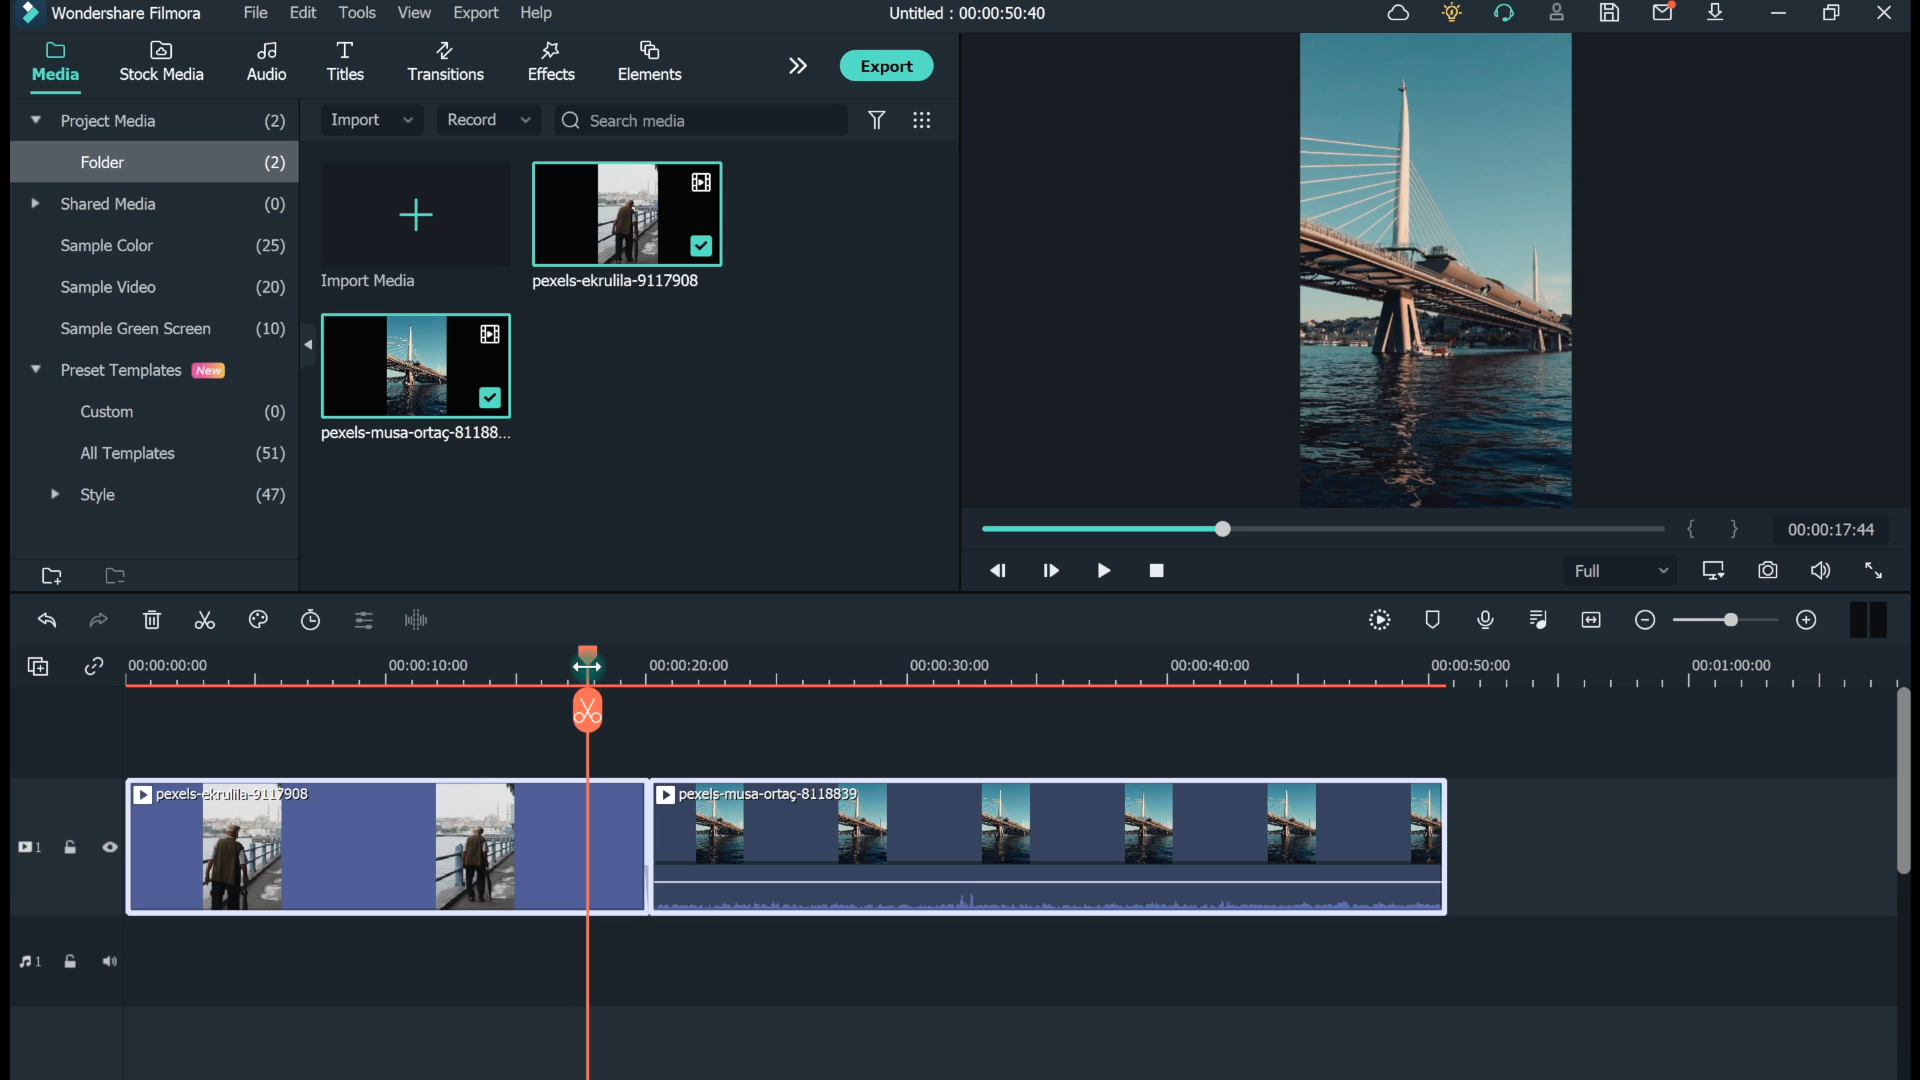 Wondershare Filmora File Edit Tools View Export Help Untitled : 00:00:50:40
Media Stock Media Audio Titles Transitions Effects Elements Export
Project Media (2)
Folder (2)
Shared Media (0)
Sample Color (25)
Sample Video (20)
Sample Green Screen (10)
Preset Templates New
Custom (0)
All Templates (51)
Style (47)
Import Record Search media
Import Media pexels-ekrulila-9117908
pexels-musa-ortaç-81188...
00:00:17:44
Full
00:00:00:00 00:00:10:00 00:00:20:00 00:00:30:00 00:00:40:00 00:00:50:00 00:01:00:00
pexels-ekrulila-9117908 pexels-musa-ortaç-8118839
1
1